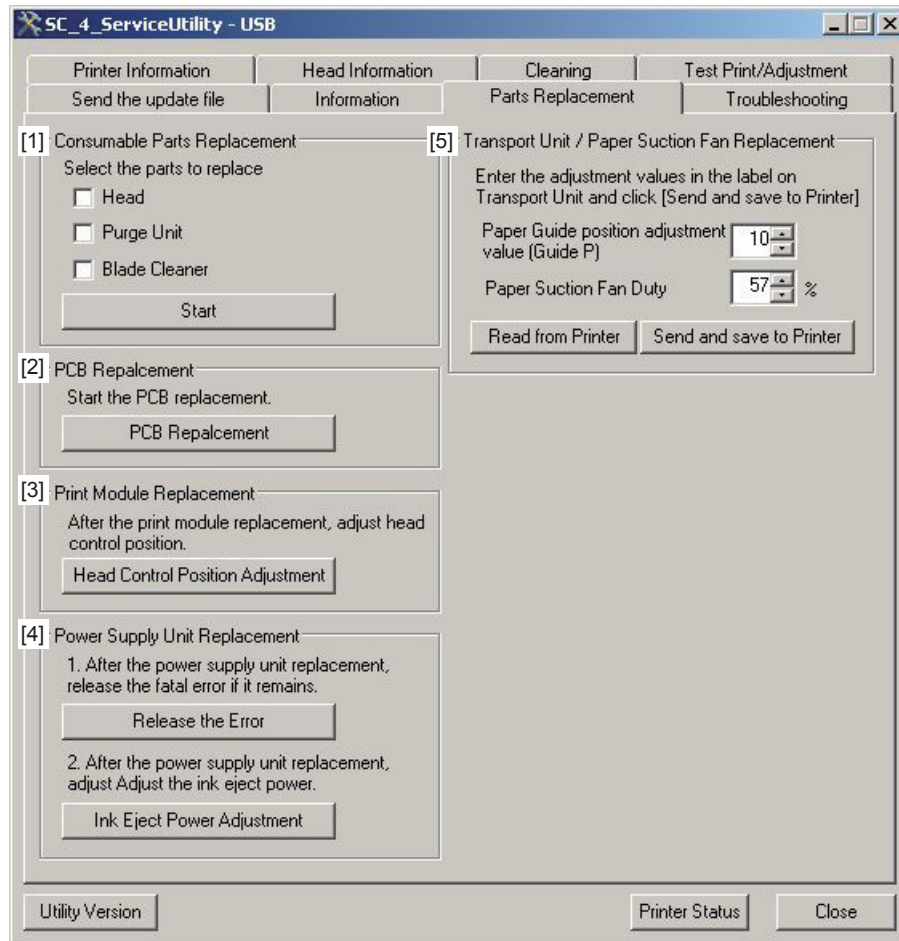 SC_4_ServiceUtility - USB
Printer Information
Head Information
Cleaning
Test Print/Adjustment
Send the update file
Information
Parts Replacement
Troubleshooting
[1] Consumable Parts Replacement
Select the parts to replace
Head
Purge Unit
Blade Cleaner
Start
[2] PCB Repalcement
Start the PCB replacement.
PCB Repalcement
[3] Print Module Replacement
After the print module replacement, adjust head
control position.
Head Control Position Adjustment
[4] Power Supply Unit Replacement
1. After the power supply unit replacement,
release the fatal error if it remains.
Release the Error
2. After the power supply unit replacement,
adjust Adjust the ink eject power.
Ink Eject Power Adjustment
[5] Transport Unit / Paper Suction Fan Replacement
Enter the adjustment values in the label on
Transport Unit and click [Send and save to Printer]
Paper Guide position adjustment
value (Guide P)
10
Paper Suction Fan Duty
57 %
Read from Printer
Send and save to Printer
Utility Version
Printer Status
Close